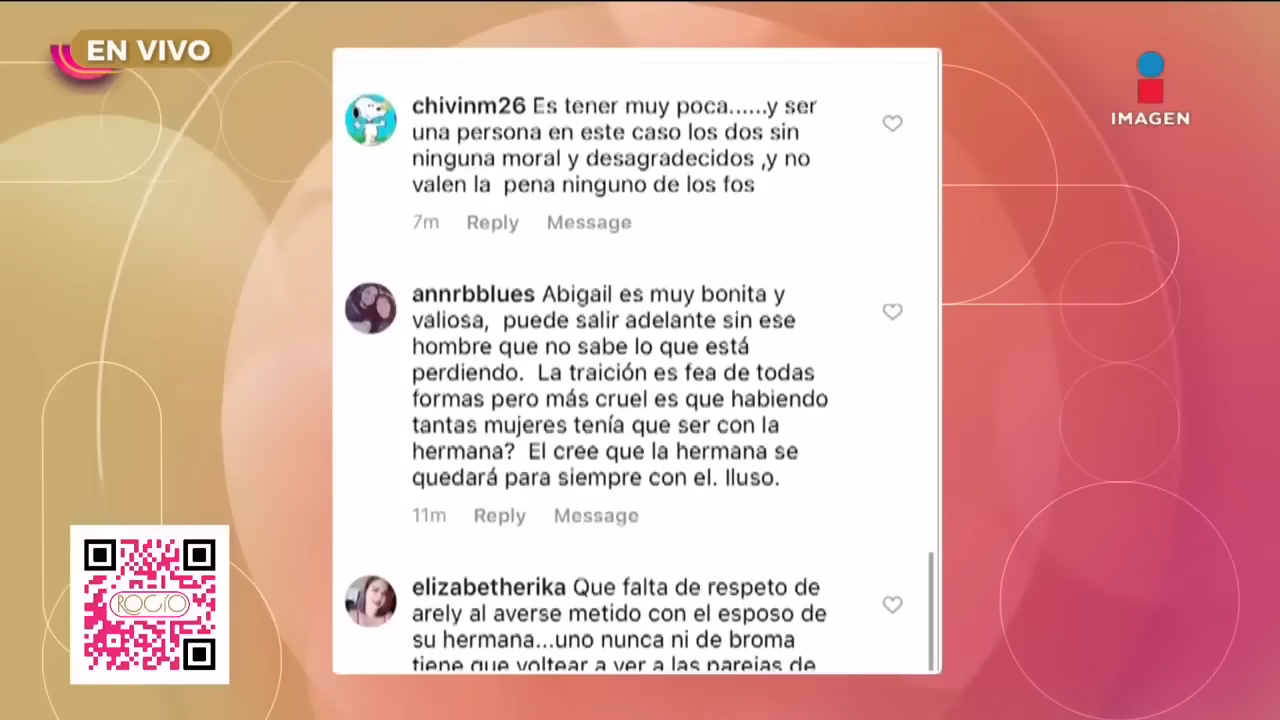 EN VIVO
IMAGEN
chivinm26 Es tener muy poca......y ser
una persona en este caso los dos sin
ninguna moral y desagradecidos ,y no
valen la pena ninguno de los fos
7m Reply Message
annrbblues Abigail es muy bonita y
valiosa, puede salir adelante sin ese
hombre que no sabe lo que está
perdiendo. La traición es fea de todas
formas pero más cruel es que habiendo
tantas mujeres tenía que ser con la
hermana? El cree que la hermana se
quedará para siempre con el. Iluso.
11m Reply Message
elizabetherika Que falta de respeto de
arely al averse metido con el esposo de
su hermana...uno nunca ni de broma
tiene que voltear a ver a las parejas de
ROCÍO